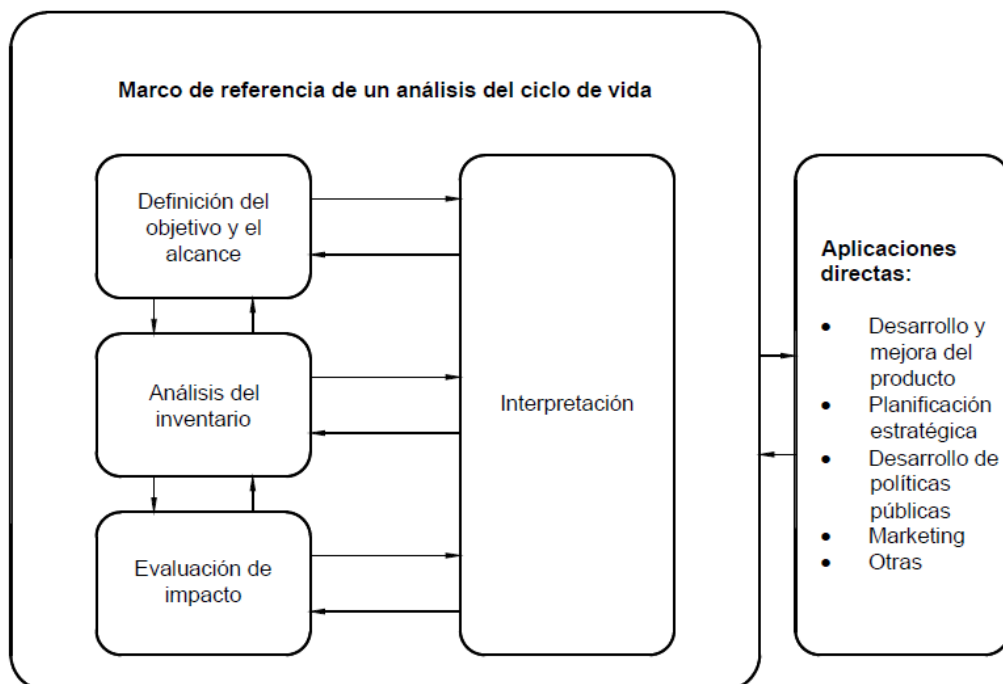 Marco de referencia de un análisis del ciclo de vida
Definición del
objetivo y el
alcance
Análisis del
inventario
Evaluación de
impacto
Interpretación
Aplicaciones
directas:
• Desarrollo y
mejora del
producto
• Planificación
estratégica
• Desarrollo de
políticas
públicas
• Marketing
• Otras